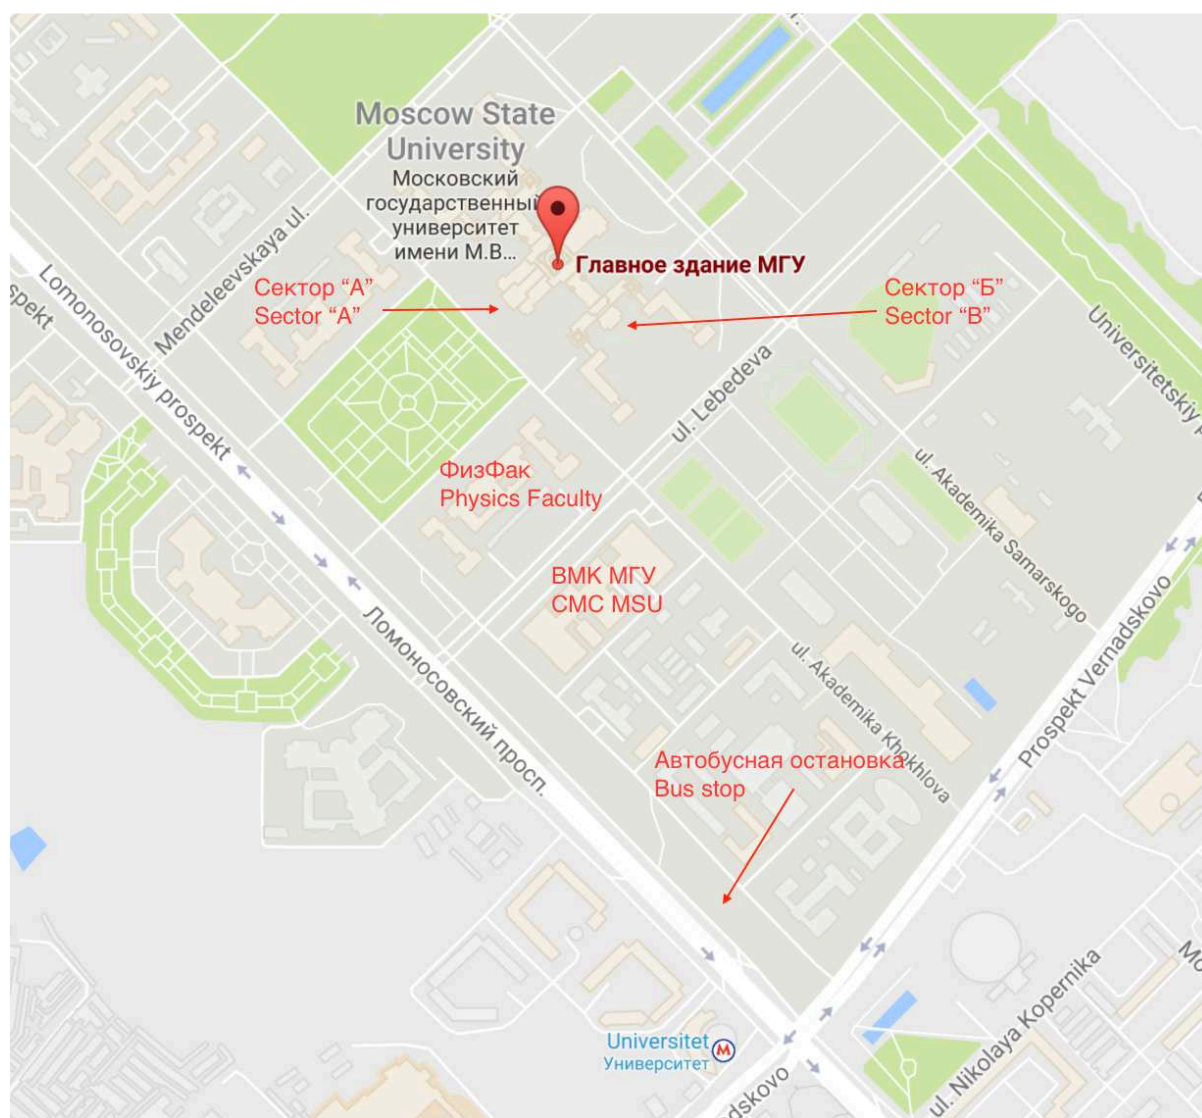 Moscow State
University
Московский
государственный
университет
имени М.В...
Главное здание МГУ
Mendeleevskaya ul.
Сектор “А”
Sector “A”
Сектор “Б”
Sector “B”
Lomonosovskiy prospekt
spekt
Universitetskiy p
ul. Lebedeva
ФизФак
Physics Faculty
ul. Akademika Samarskogo
ВМК МГУ
CMC MSU
Ломоносовский просп.
ul. Akademika Khokhlova
Prospekt Vernadskovo
Автобусная остановка
Bus stop
ul. Nikolaya Kopernika
Mo
Universitet
Университет
М
dskovo